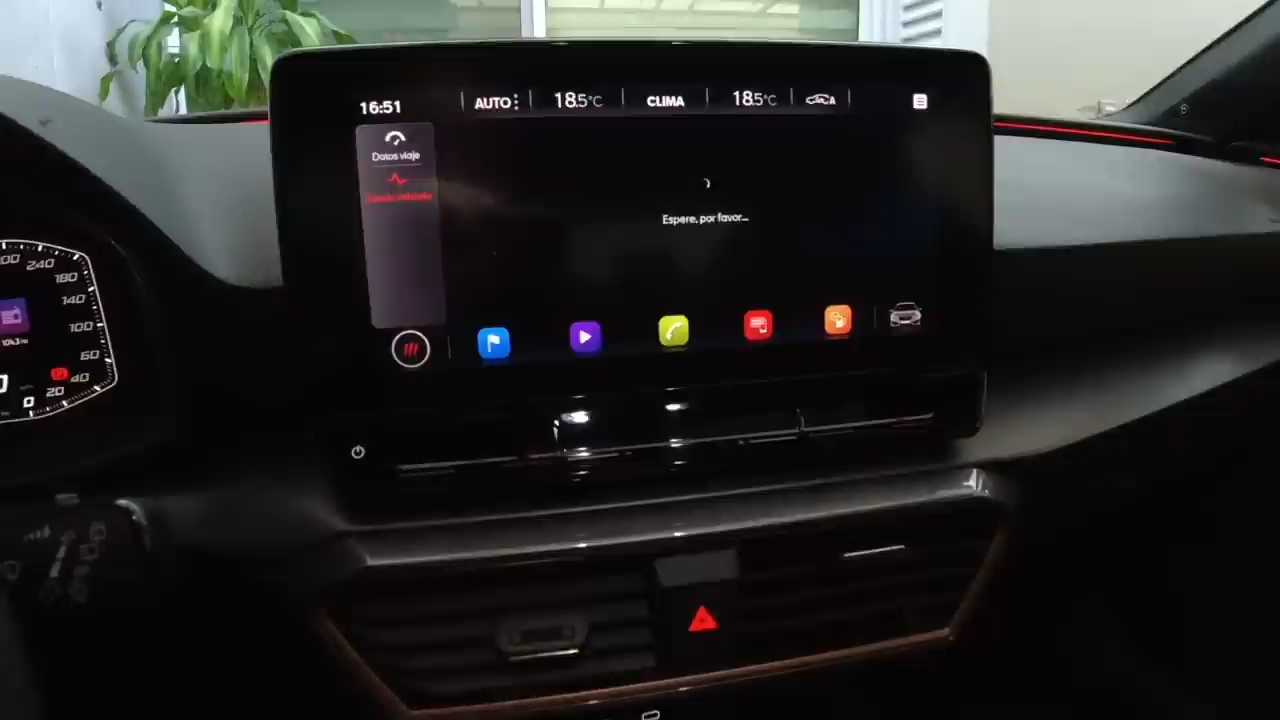 16:51
AUTO
18.5°C
CLIMA
18.5°C
A
Datos viaje
Espere, por favor...
240
180
140
100
60
40
20
0